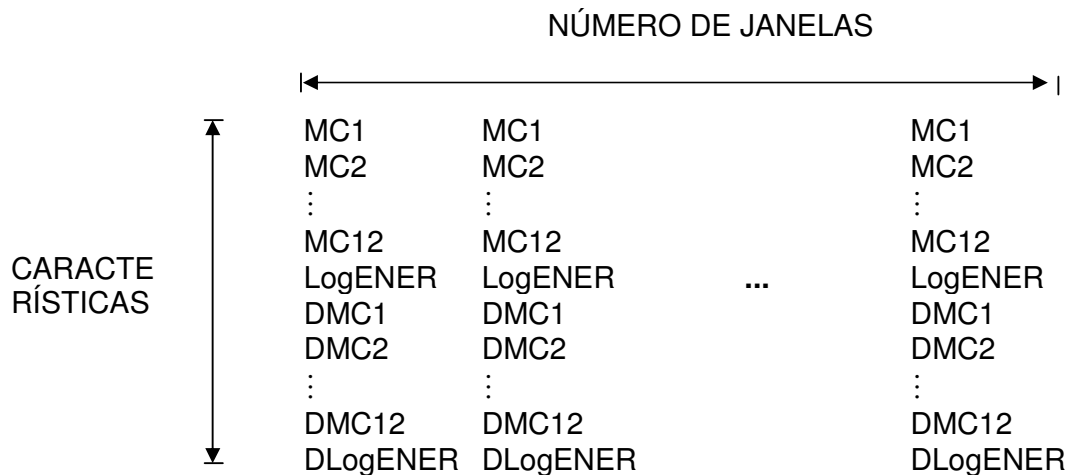 NÚMERO DE JANELAS
MC1 MC1 MC1
MC2 MC2 MC2
⋮ ⋮ ⋮
MC12 MC12 MC12
CARACTE
RÍSTICAS
LogENER LogENER ... LogENER
DMC1 DMC1 DMC1
DMC2 DMC2 DMC2
⋮ ⋮ ⋮
DMC12 DMC12 DMC12
DLogENER DLogENER DLogENER